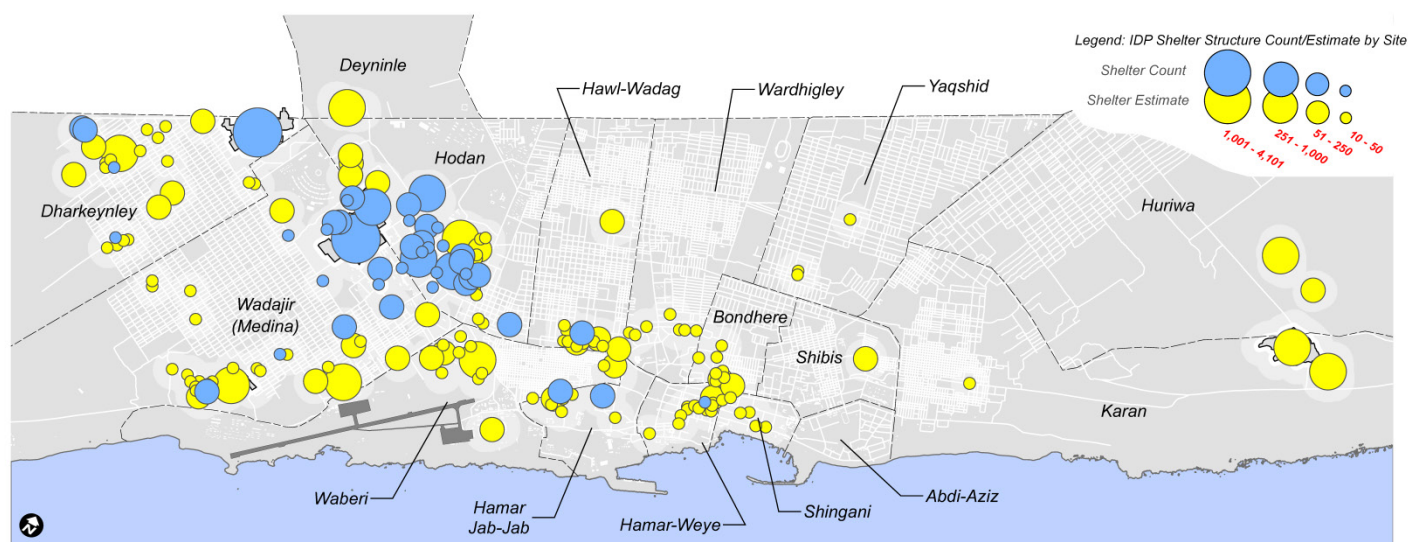 Legend: IDP Shelter Structure Count/Estimate by Site
Shelter Count
Shelter Estimate
1,001 - 4,101
251 - 1,000
51 - 250
10 - 50
Deyninle
Hawl-Wadag
Wardhigley
Yaqshid
Hodan
Dharkeynley
Huriwa
Wadajir
(Medina)
Bondhere
Shibis
Karan
Waberi
Hamar
Jab-Jab
Hamar-Weye
Shingani
Abdi-Aziz
N